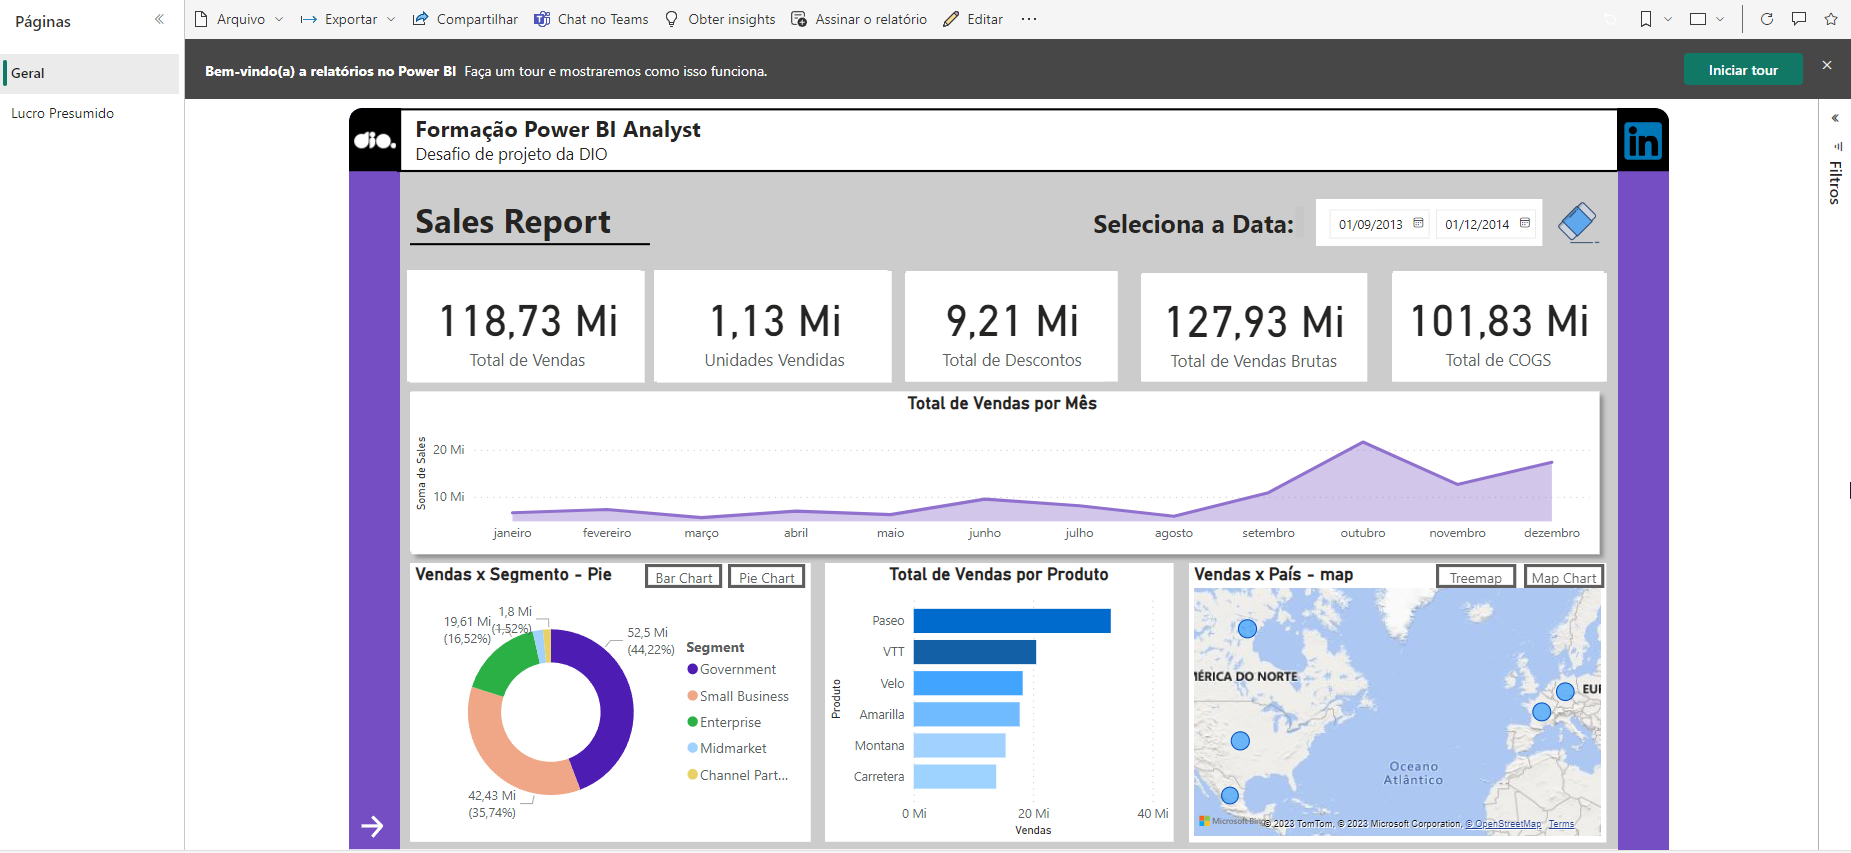 Páginas
Arquivo
Exportar
Compartilhar
Chat no Teams
Obter insights
Assinar o relatório
Editar
Geral
Lucro Presumido
Bem-vindo(a) a relatórios no Power BI Faça um tour e mostraremos como isso funciona.
Iniciar tour
Filtros
dio.
Formação Power BI Analyst
Desafio de projeto da DIO
in
Sales Report
Seleciona a Data:
01/09/2013
01/12/2014
118,73 Mi
Total de Vendas
1,13 Mi
Unidades Vendidas
9,21 Mi
Total de Descontos
127,93 Mi
Total de Vendas Brutas
101,83 Mi
Total de COGS
Total de Vendas por Mês
Soma de Sales
20 Mi
10 Mi
janeiro
fevereiro
março
abril
maio
junho
julho
agosto
setembro
outubro
novembro
dezembro
Vendas x Segmento - Pie
Bar Chart
Pie Chart
1,8 Mi
(1,52%)
19,61 Mi
(16,52%)
52,5 Mi
(44,22%)
42,43 Mi
(35,74%)
Segment
Government
Small Business
Enterprise
Midmarket
Channel Part...
Total de Vendas por Produto
Produto
Paseo
VTT
Velo
Amarilla
Montana
Carretera
0 Mi
20 Mi
40 Mi
Vendas
Vendas x País - map
Treemap
Map Chart
MÉRICA DO NORTE
EUI
Oceano
Atlântico
Microsoft Bing
© 2023 TomTom, © 2023 Microsoft Corporation, © OpenStreetMap Terms